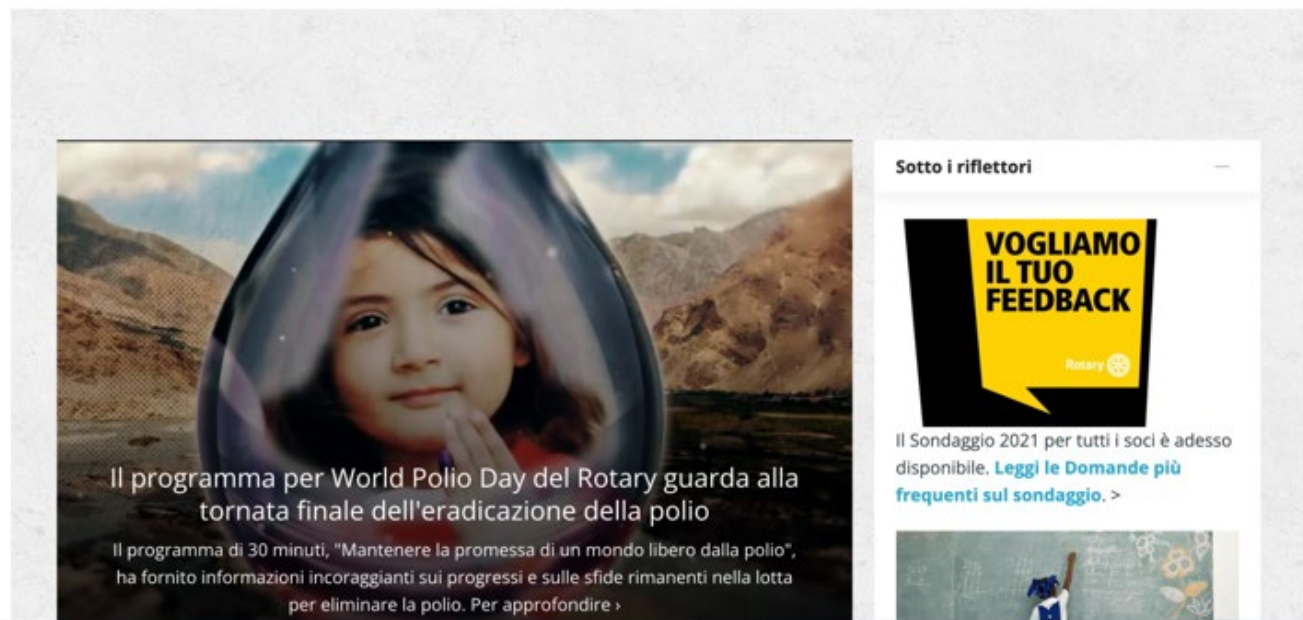 Il programma per World Polio Day del Rotary guarda alla
tornata finale dell'eradicazione della polio
Il programma di 30 minuti, "Mantenere la promessa di un mondo libero dalla polio",
ha fornito informazioni incoraggianti sui progressi e sulle sfide rimanenti nella lotta
per eliminare la polio. Per approfondire ›
Sotto i riflettori
VOGLIAMO
IL TUO
FEEDBACK
Rotary
Il Sondaggio 2021 per tutti i soci è adesso
disponibile. Leggi le Domande più
frequenti sul sondaggio. >